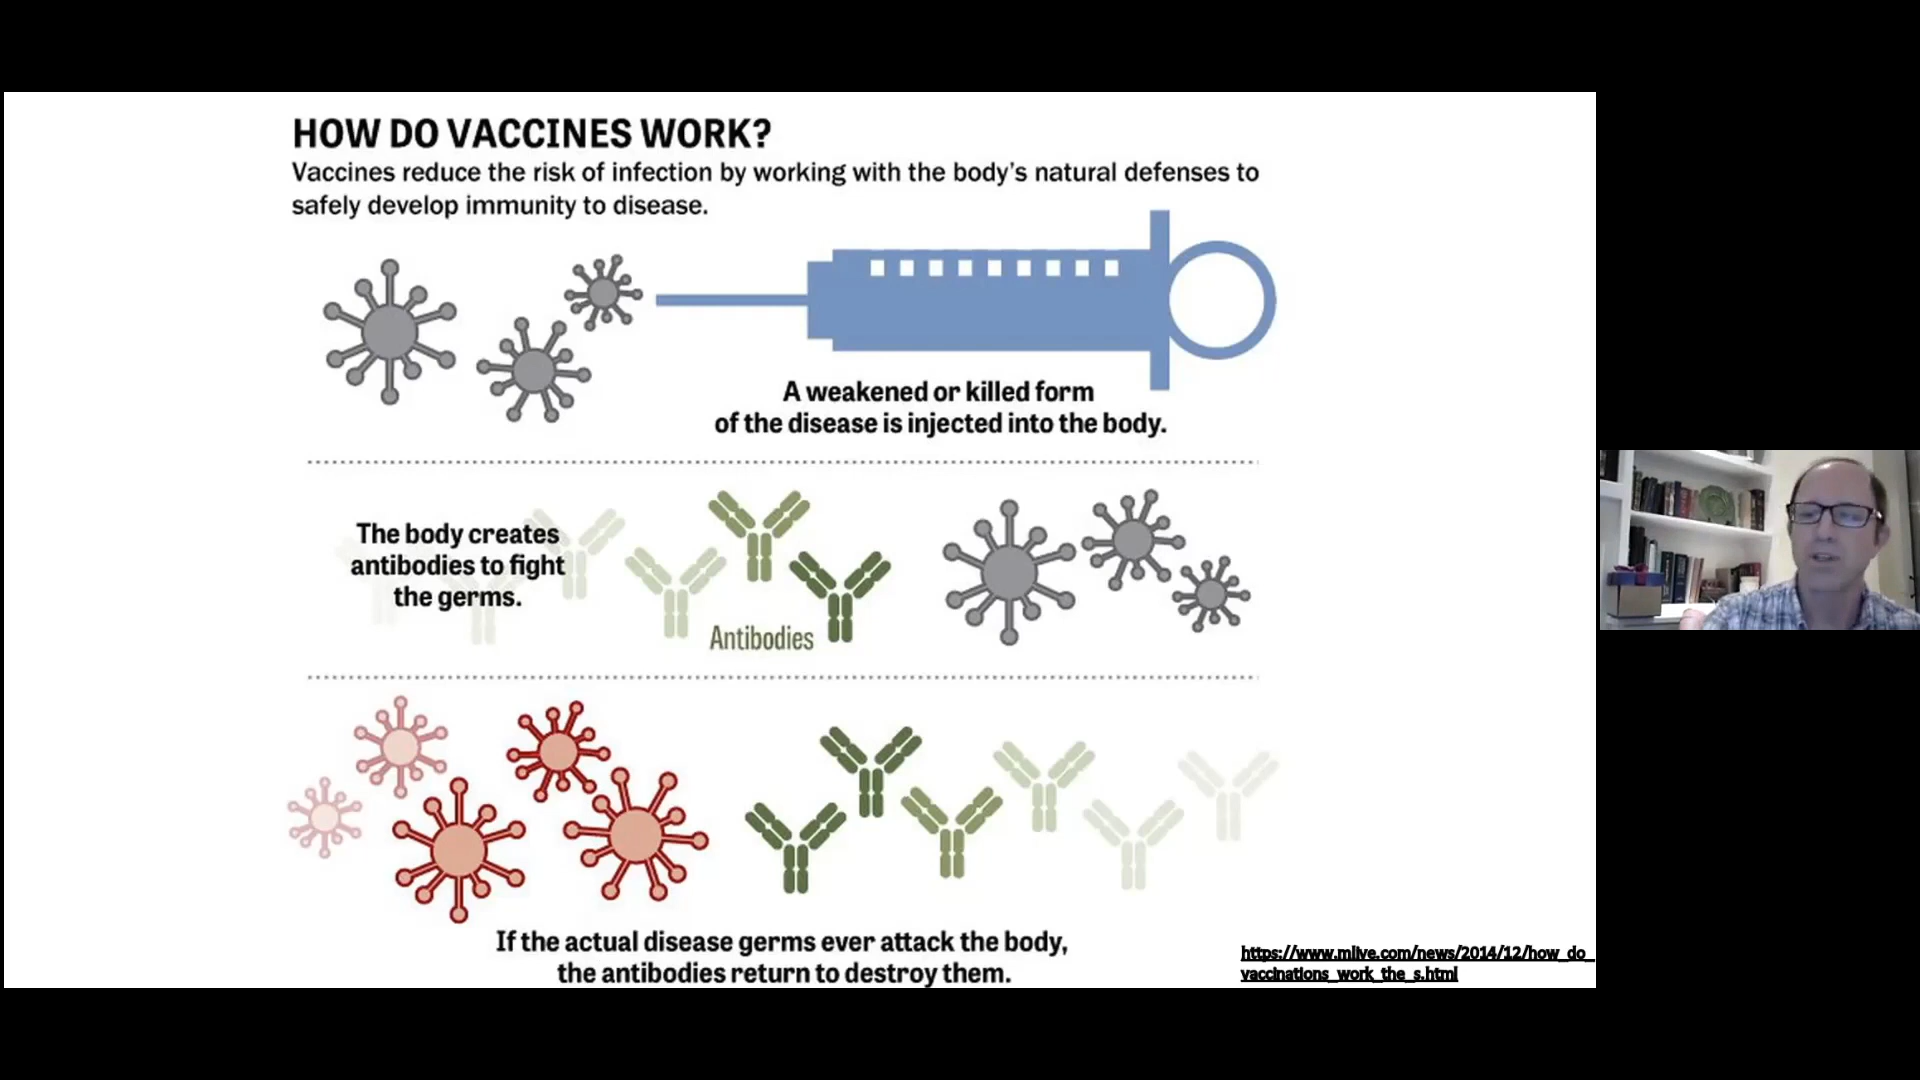 HOW DO VACCINES WORK?
Vaccines reduce the risk of infection by working with the body's natural defenses to
safely develop immunity to disease.
A weakened or killed form
of the disease is injected into the body.
The body creates
antibodies to fight
the germs.
Antibodies
If the actual disease germs ever attack the body,
the antibodies return to destroy them.
https://www.mlive.com/news/2014/12/how_do_
vaccinations_work_the_s.html